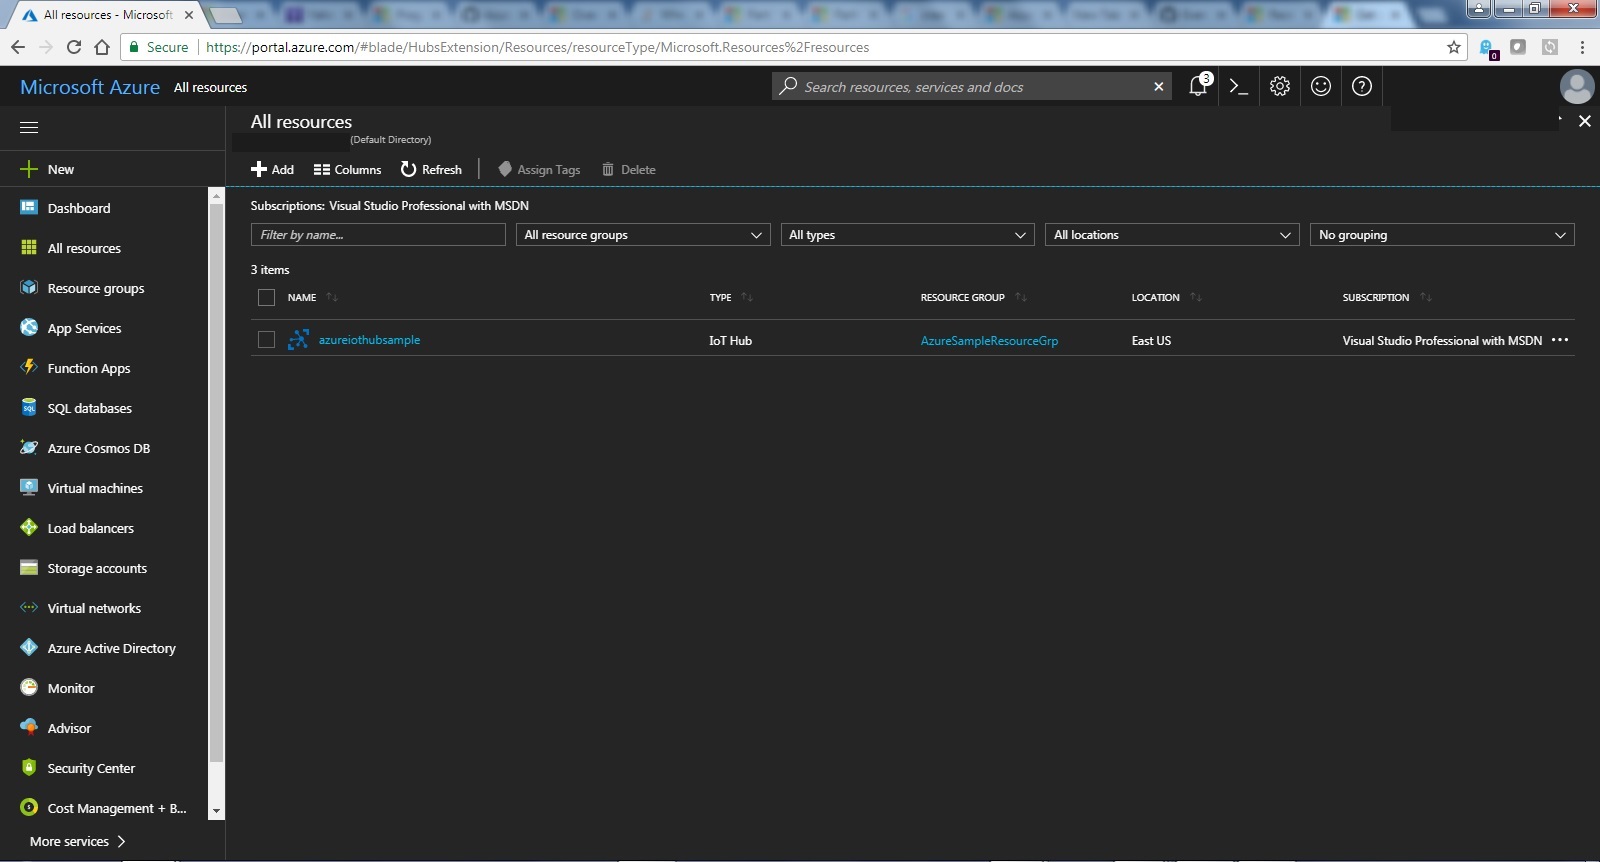 All resources - Microsoft
Secure
https://portal.azure.com/#blade/HubsExtension/Resources/resourceType/Microsoft.Resources%2Fresources
0
Microsoft Azure All resources
Search resources, services and docs
3
All resources
(Default Directory)
New
Add Columns Refresh Assign Tags Delete
Dashboard
All resources
Resource groups
App Services
Function Apps
SQL databases
SQL
Azure Cosmos DB
Virtual machines
Load balancers
Storage accounts
Virtual networks
Azure Active Directory
Monitor
Advisor
Security Center
Cost Management + B...
More services
Subscriptions: Visual Studio Professional with MSDN
Filter by name... All resource groups All types All locations No grouping
3 items
NAME TYPE RESOURCE GROUP LOCATION SUBSCRIPTION
azureiothubsample IoT Hub AzureSampleResourceGrp East US Visual Studio Professional with MSDN